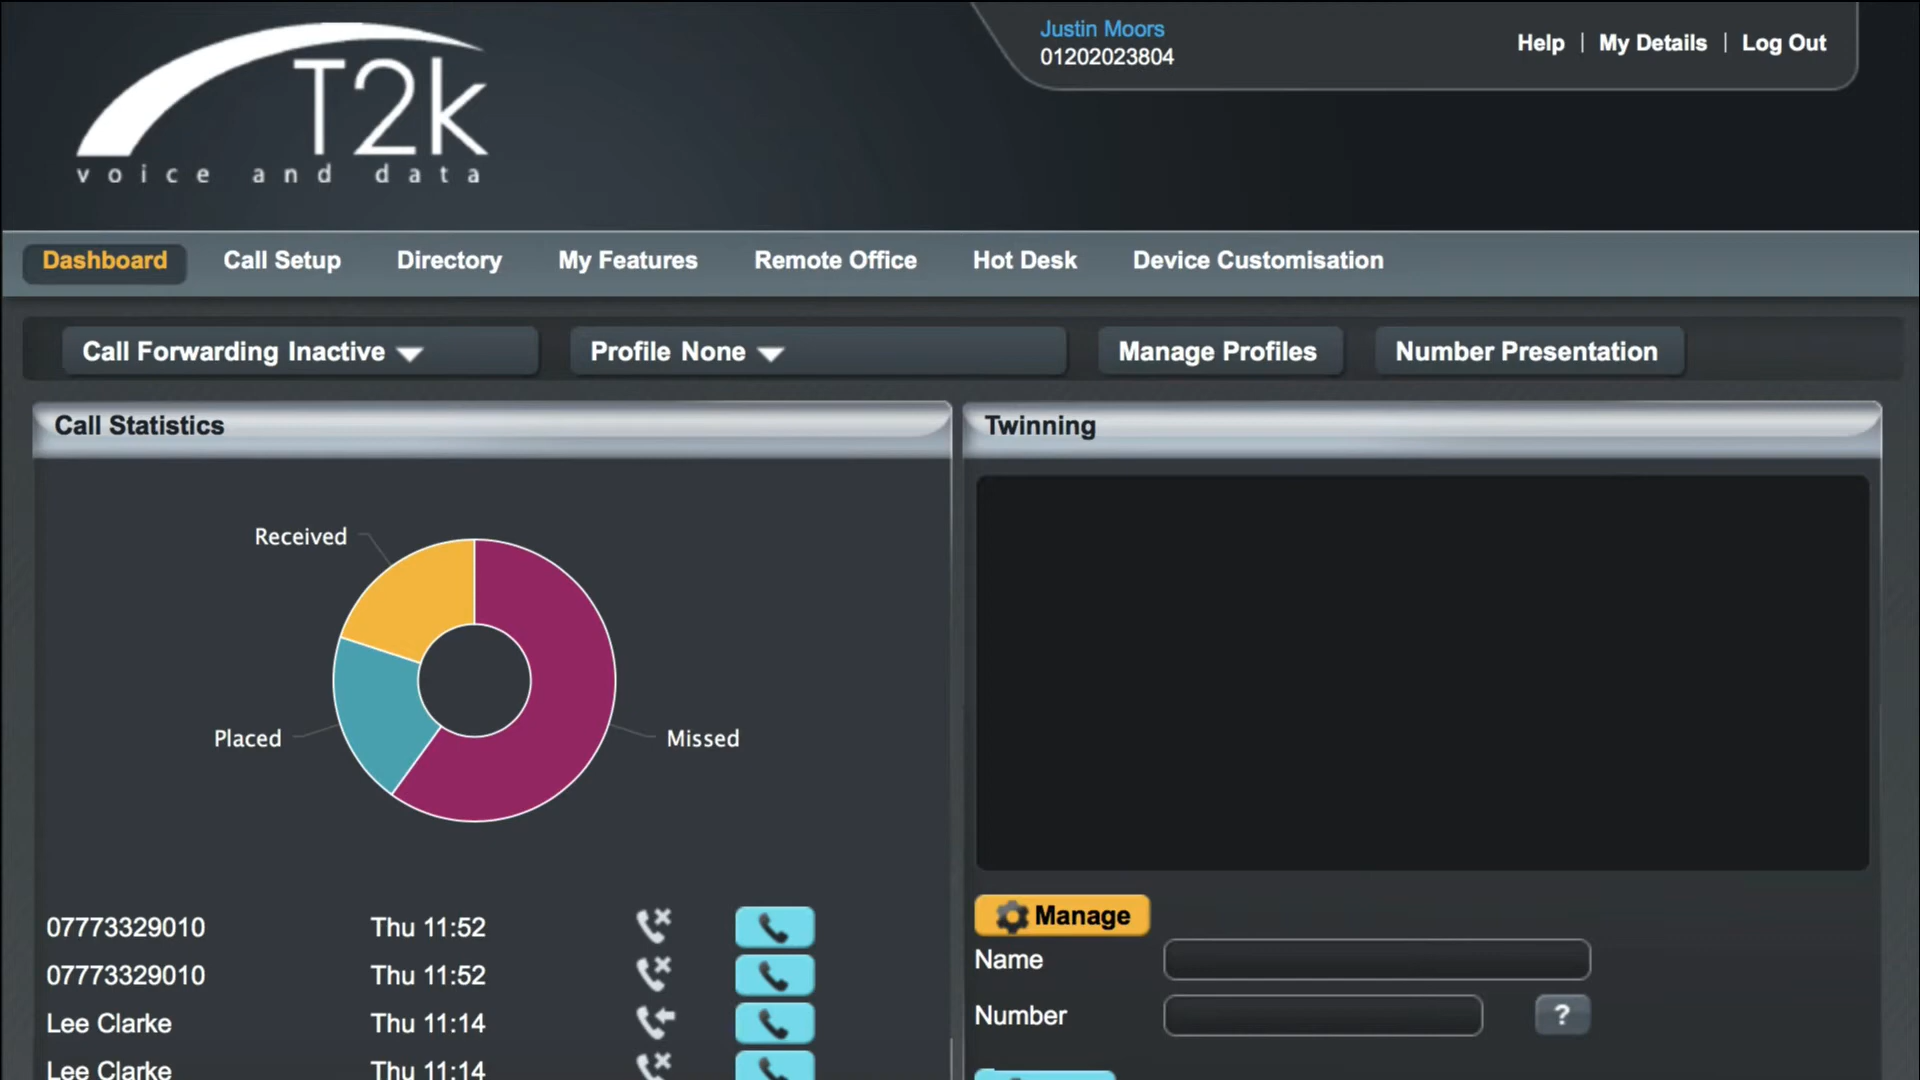 T2k
voice and data
Justin Moors
01202023804
Help | My Details | Log Out
Dashboard Call Setup Directory My Features Remote Office Hot Desk Device Customisation
Call Forwarding Inactive Profile None Manage Profiles Number Presentation
Call Statistics
Received
Placed
Missed
07773329010 Thu 11:52
07773329010 Thu 11:52
Lee Clarke Thu 11:14
Lee Clarke Thu 11:14
Twinning
Manage
Name
Number ?